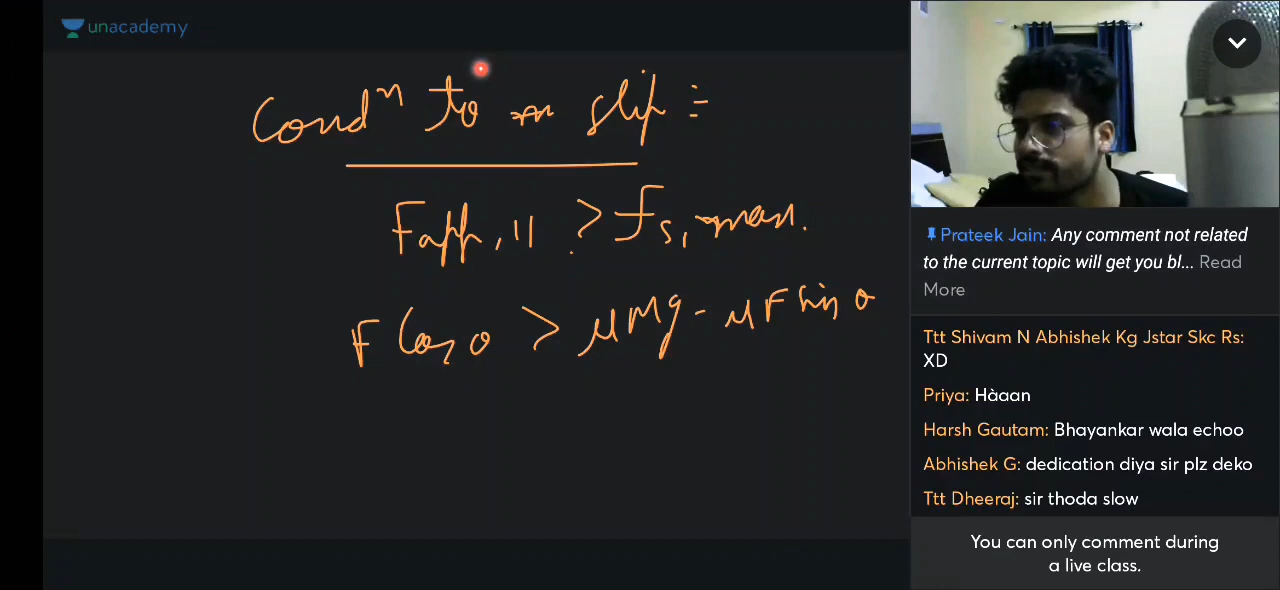 unacademy
Condⁿ to slip :-
Fapp, || > fs, max.
F Cos θ > μMg - μF Sin θ
Prateek Jain: Any comment not related
to the current topic will get you bl... Read
More
Ttt Shivam N Abhishek Kg Jstar Skc Rs:
XD
Priya: Hàaan
Harsh Gautam: Bhayankar wala echoo
Abhishek G: dedication diya sir plz deko
Ttt Dheeraj: sir thoda slow
You can only comment during
a live class.